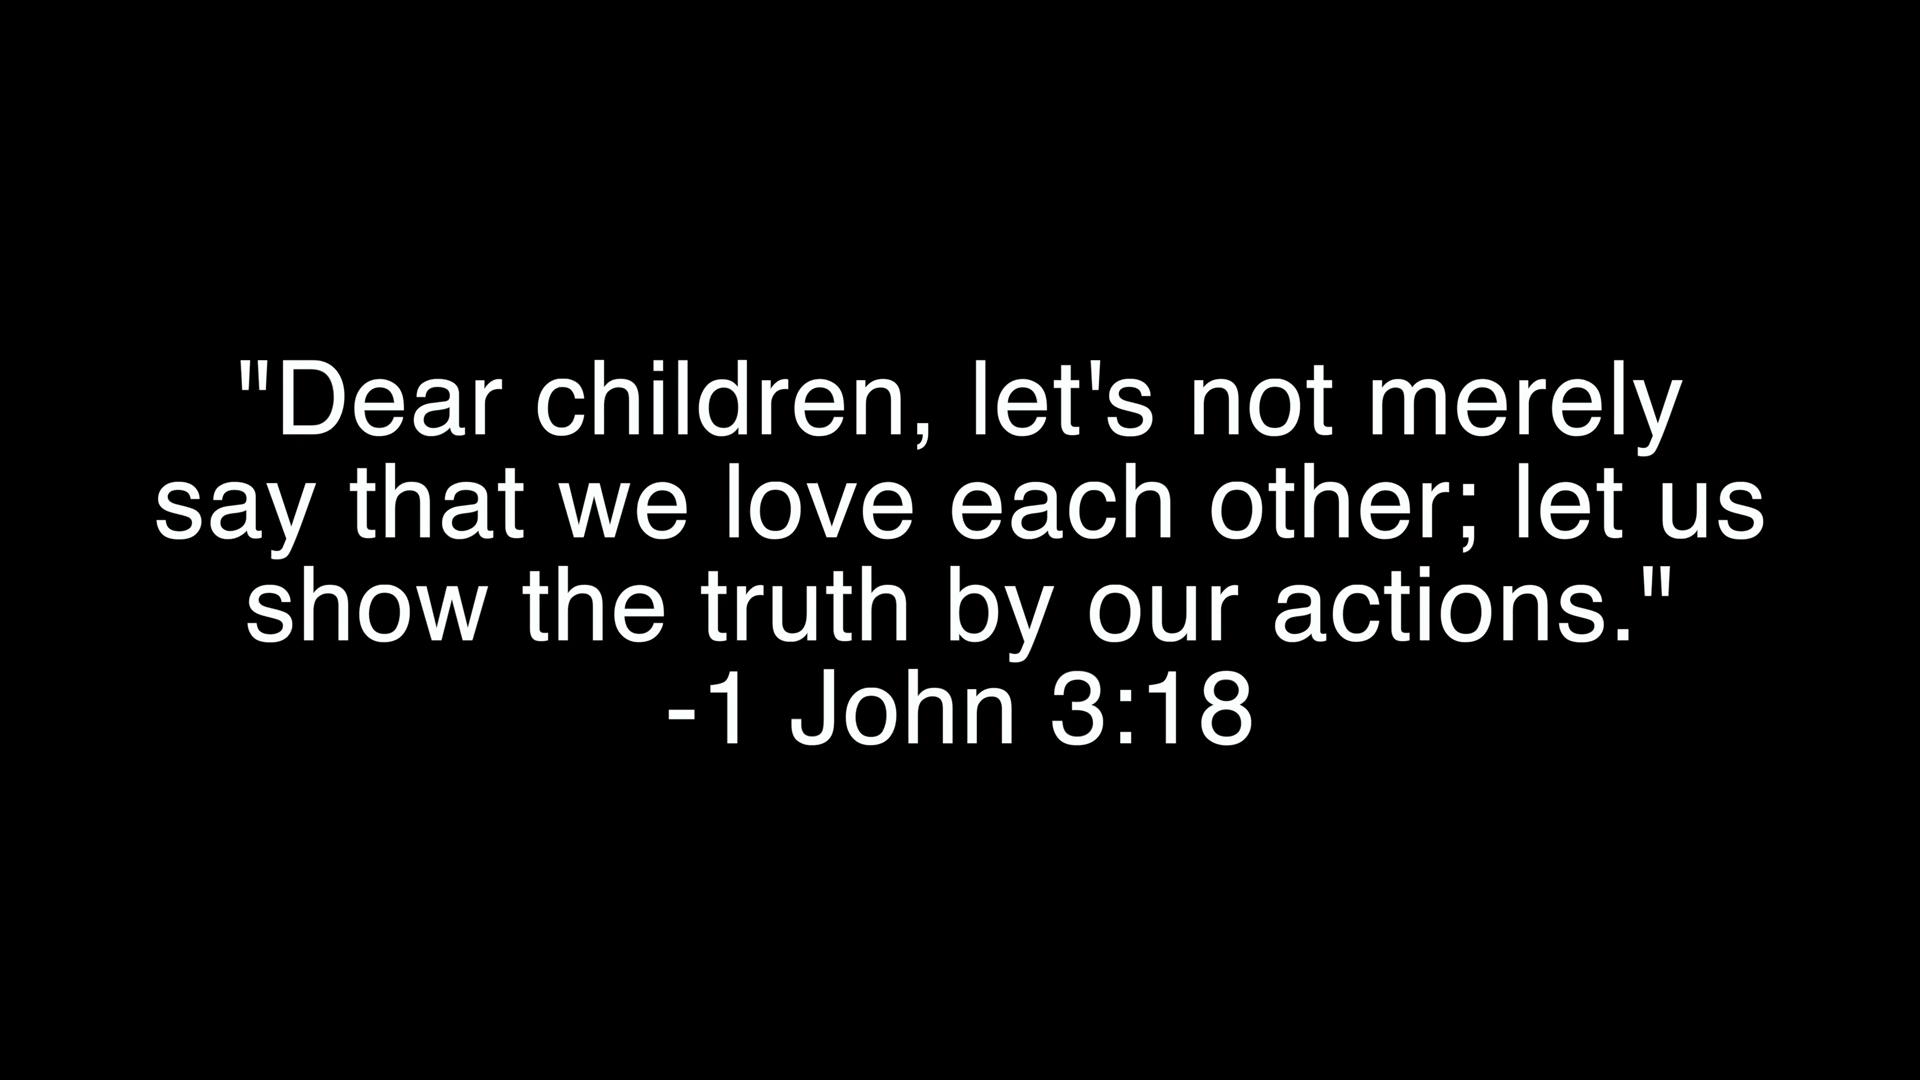 "Dear children, let's not merely
say that we love each other; let us
show the truth by our actions."
-1 John 3:18